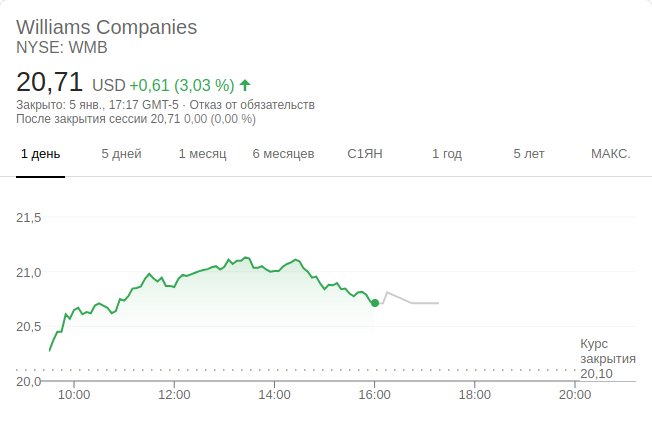 Williams Companies
NYSE: WMB
20,71 USD +0,61 (3,03 %)
Закрыто: 5 янв., 17:17 GMT-5 · Отказ от обязательств
После закрытия сессии 20,71 0,00 (0,00 %)
1 день 5 дней 1 месяц 6 месяцев С1ЯН 1 год 5 лет МАКС.
21,5
21,0
20,5
Курс
закрытия
20,10
20,0
10:00 12:00 14:00 16:00 18:00 20:00